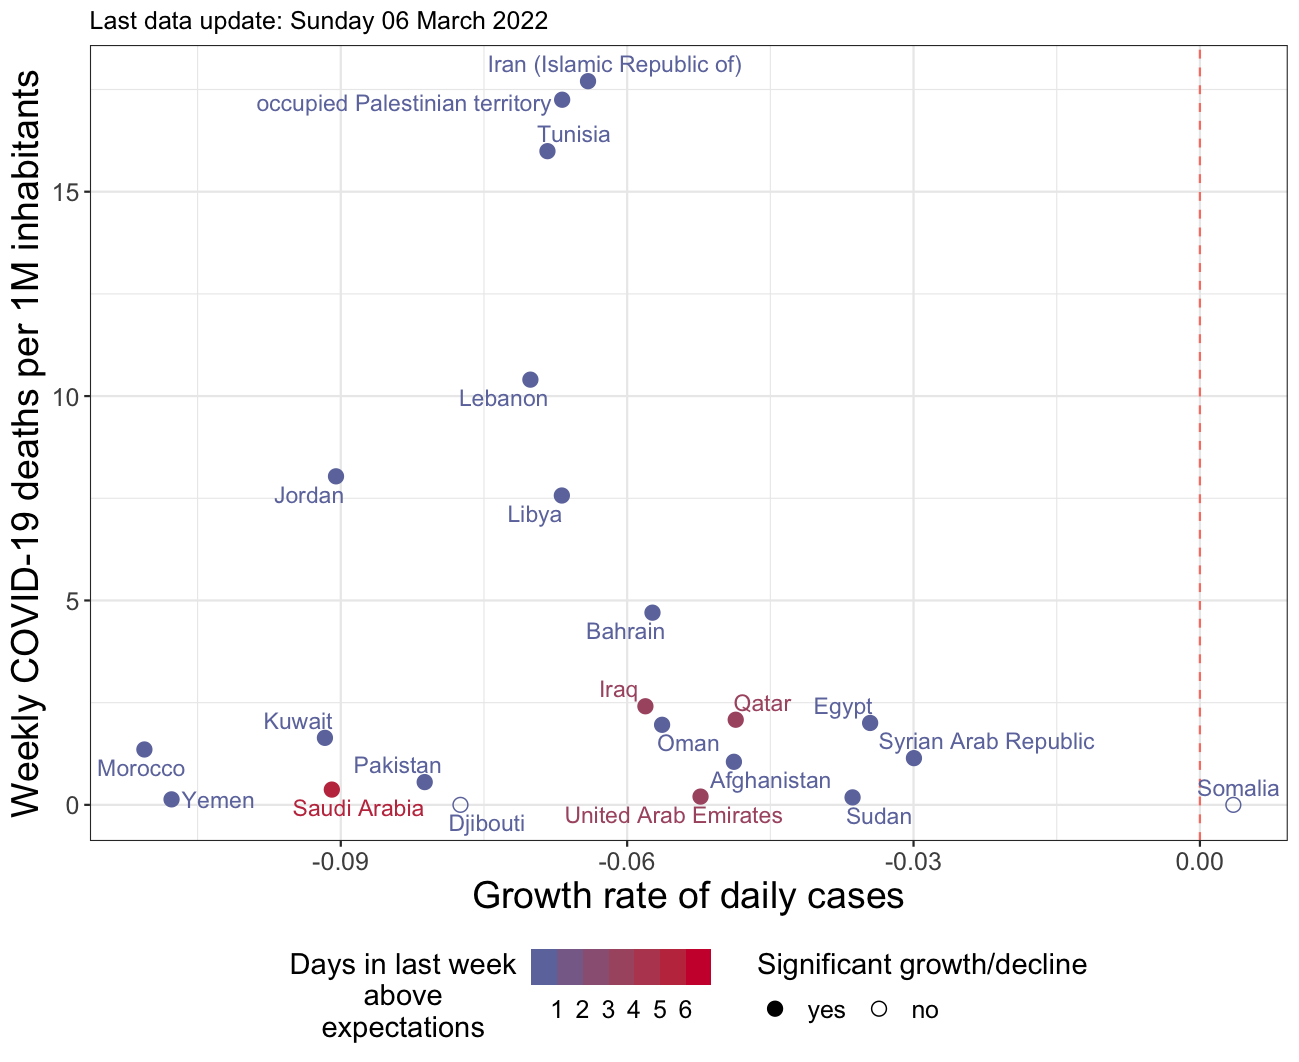 Last data update: Sunday 06 March 2022
Weekly COVID-19 deaths per 1M inhabitants
15
10
5
0
Iran (Islamic Republic of)
occupied Palestinian territory
Tunisia
Lebanon
Jordan
Libya
Bahrain
Iraq
Qatar
Egypt
Kuwait
Oman
Syrian Arab Republic
Morocco
Pakistan
Afghanistan
Somalia
Yemen
Saudi Arabia
United Arab Emirates
Sudan
Djibouti
-0.09
-0.06
-0.03
0.00
Growth rate of daily cases
Days in last week
above
expectations
1 2 3 4 5 6
Significant growth/decline
yes
no